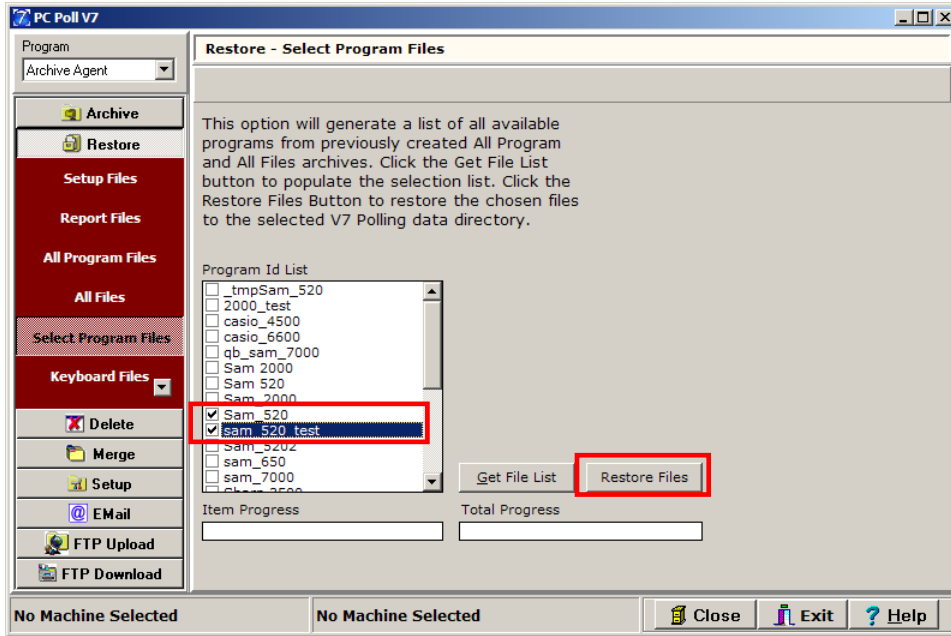 PC Poll V7
Program
Archive Agent
Archive
Restore
Setup Files
Report Files
All Program Files
All Files
Select Program Files
Keyboard Files
Delete
Merge
Setup
EMail
FTP Upload
FTP Download
Restore - Select Program Files
This option will generate a list of all available
programs from previously created All Program
and All Files archives. Click the Get File List
button to populate the selection list. Click the
Restore Files Button to restore the chosen files
to the selected V7 Polling data directory.
Program Id List
_tmpSam_520
2000_test
casio_4500
casio_6600
qb_sam_7000
Sam 2000
Sam 520
Sam_2000
Sam_520
sam_520_test
Sam_5202
sam_650
sam_7000
Sharp_3500
Get File List
Restore Files
Item Progress
Total Progress
No Machine Selected
No Machine Selected
Close
Exit
? Help